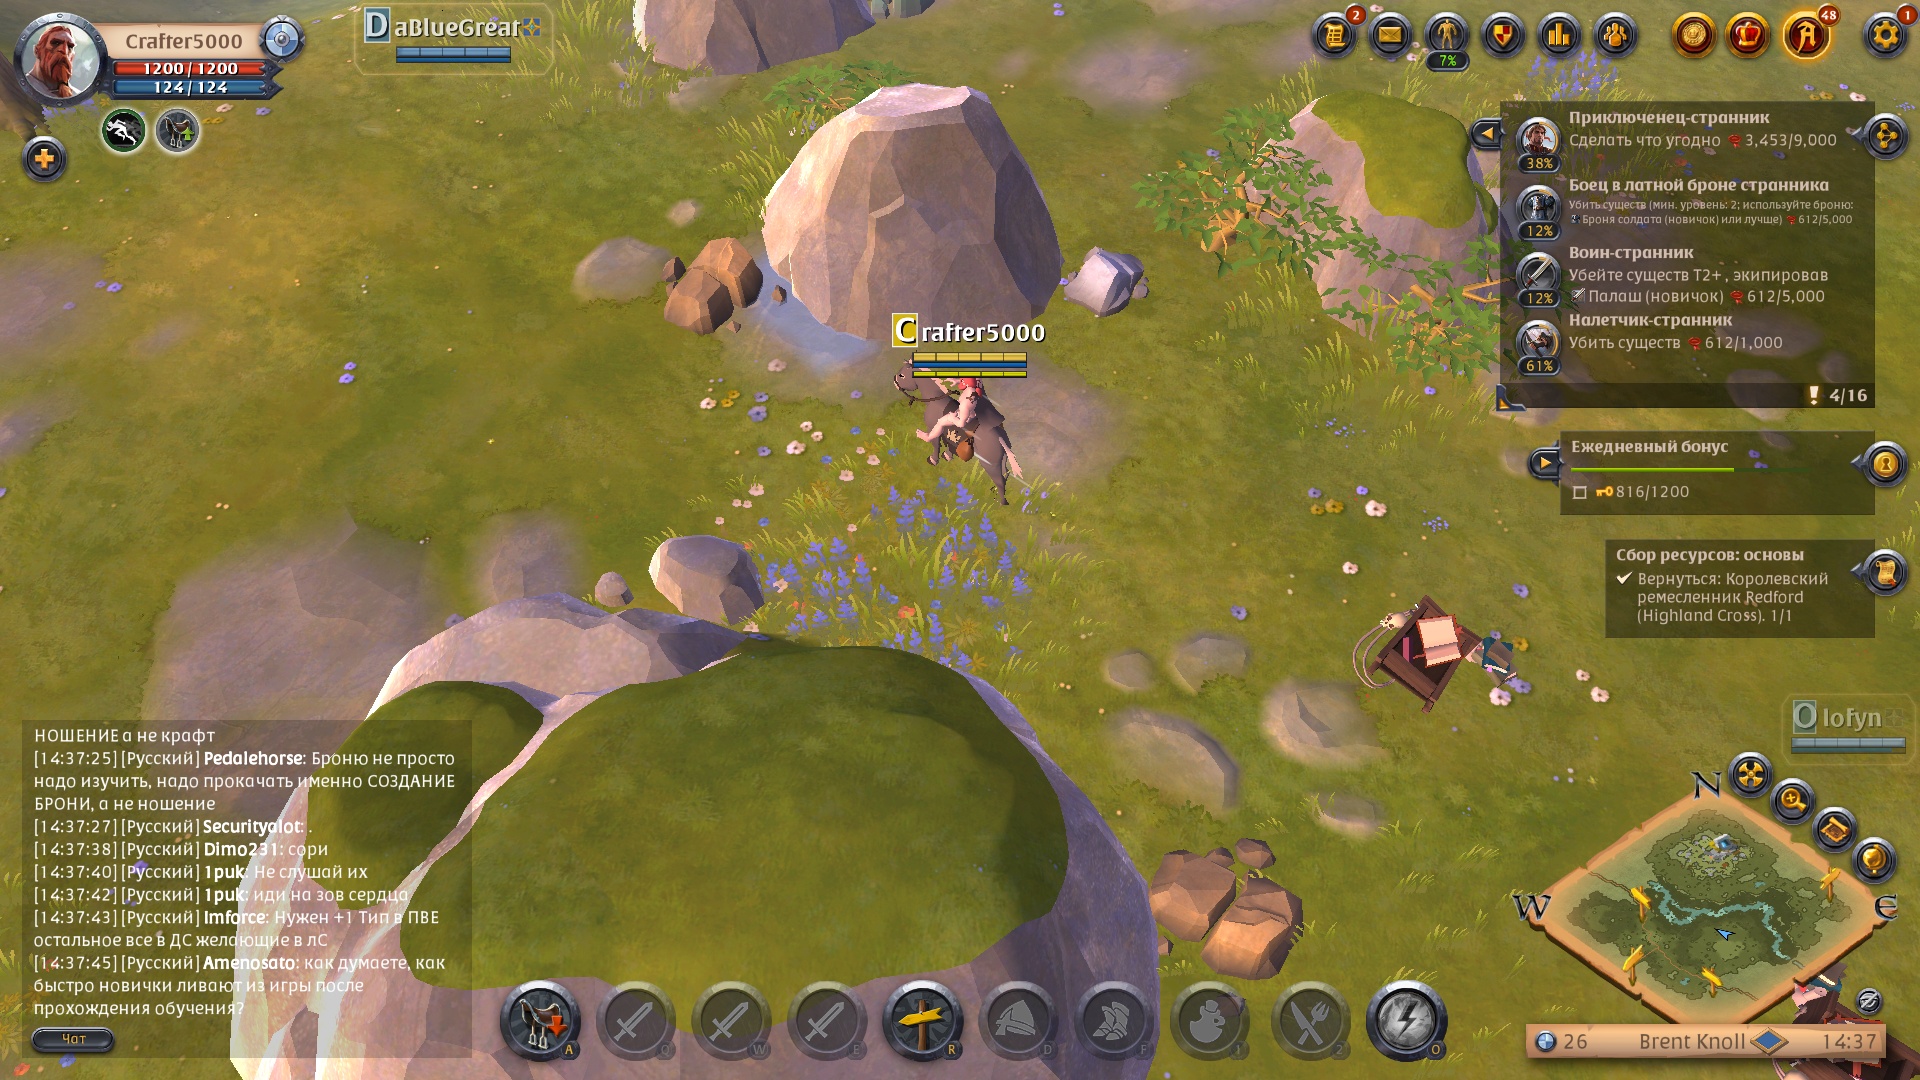 Crafter5000
1200/1200
124/124
DaBlueGreat
2
7%
48
1
Приключенец-странник
Сделать что угодно 3,453/9,000
38%
Боец в латной броне странника
Убить существ (мин. уровень: 2; используйте броню:
Броня солдата (новичок) или лучше) 612/5,000
12%
Воин-странник
Убейте существ T2+ , экипировав
Палаш (новичок) 612/5,000
12%
Налетчик-странник
Убить существ 612/1,000
61%
4/16
Crafter5000
Ежедневный бонус
816/1200
Сбор ресурсов: основы
Вернуться: Королевский
ремесленник Redford
(Highland Cross). 1/1
Olofyn
НОШЕНИЕ а не крафт
[14:37:25] [Русский] Pedalehorse: Броню не просто
надо изучить, надо прокачать именно СОЗДАНИЕ
БРОНИ, а не ношение
[14:37:27] [Русский] Securityalot: .
[14:37:38] [Русский] Dimo231: сори
[14:37:40] [Русский] 1puk: Не слушай их
[14:37:42] [Русский] 1puk: иди на зов сердца
[14:37:43] [Русский] Imforce: Нужен +1 Тип в ПВЕ
остальное все в ДС желающие в лС
[14:37:45] [Русский] Amenosato: как думаете, как
быстро новички ливают из игры после
прохождения обучения?
Чат
A Q W E R D F 1 2 O
N
W
E
26 Brent Knoll 14:37